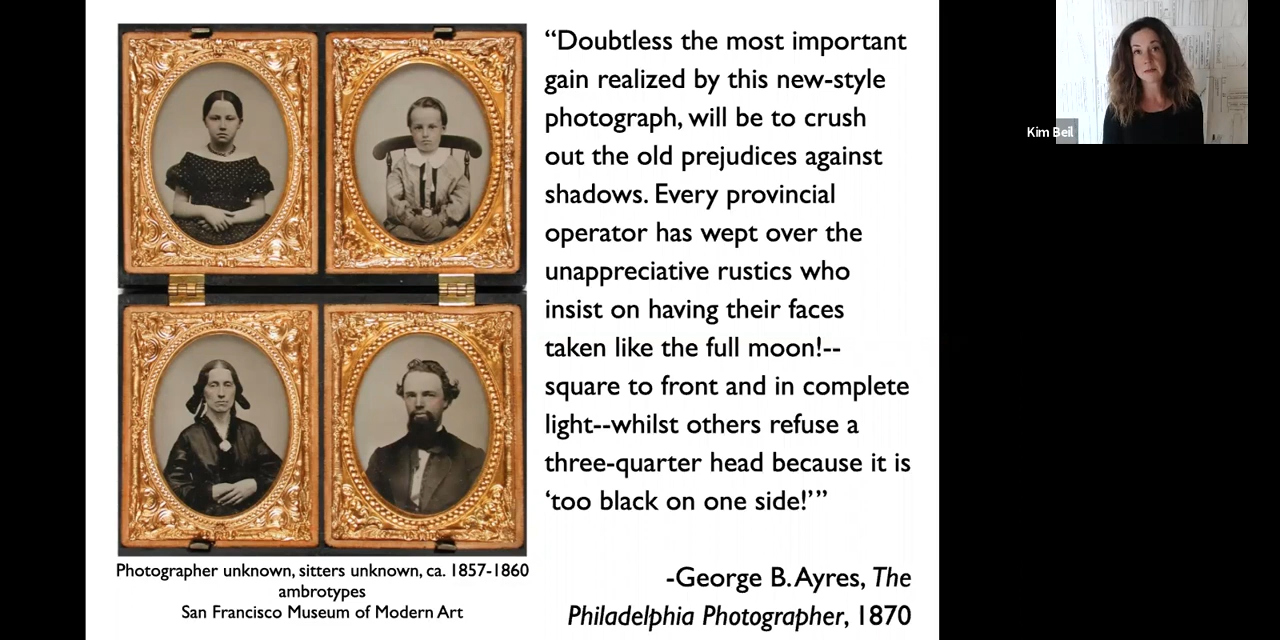 “Doubtless the most important
gain realized by this new-style
photograph, will be to crush
out the old prejudices against
shadows. Every provincial
operator has wept over the
unappreciative rustics who
insist on having their faces
taken like the full moon!--
square to front and in complete
light--whilst others refuse a
three-quarter head because it is
‘too black on one side!’”
-George B. Ayres, The
Philadelphia Photographer, 1870
Photographer unknown, sitters unknown, ca. 1857-1860
ambrotypes
San Francisco Museum of Modern Art
Kim Beil